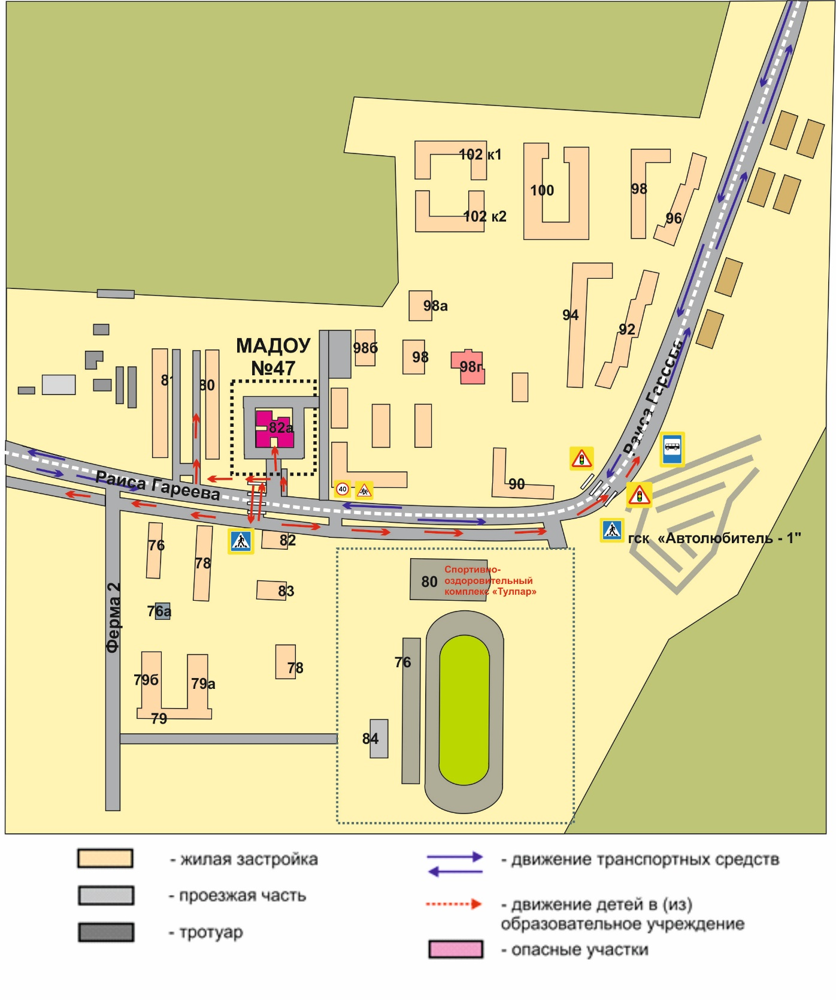 102 к1
100
98
96
102 к2
98а
94
92
МАДОУ
№47
98б
98
98г
81
80
82а
Раиса Гареева
Раиса Гареева
40
90
76
78
82
83
гск «Автолюбитель - 1"
80
Спортивно-
оздоровительный
комплекс «Тулпар»
76а
Ферма 2
79б
79а
79
78
76
84
- жилая застройка
- проезжая часть
- тротуар
- движение транспортных средств
- движение детей в (из)
образовательное учреждение
- опасные участки